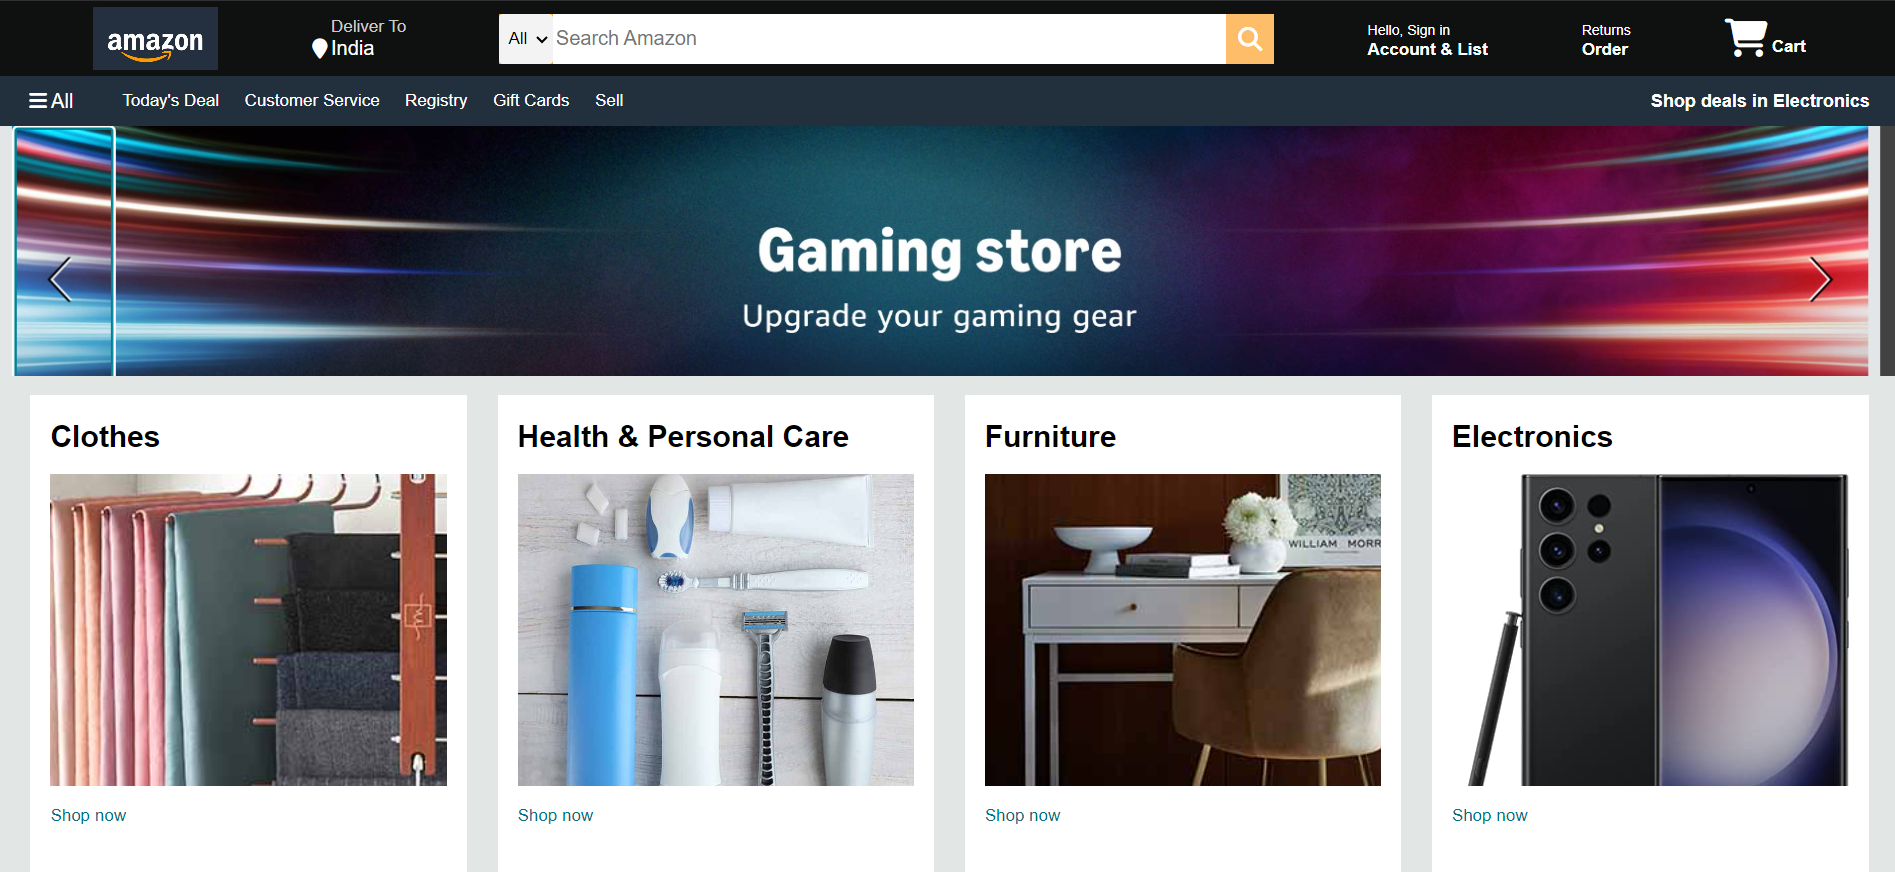 amazon
Deliver To
India
All
Search Amazon
Hello, Sign in
Account & List
Returns
Order
Cart
All
Today's Deal
Customer Service
Registry
Gift Cards
Sell
Shop deals in Electronics
Gaming store
Upgrade your gaming gear
Clothes
Health & Personal Care
Furniture
Electronics
WILLIAM MORR
Shop now
Shop now
Shop now
Shop now